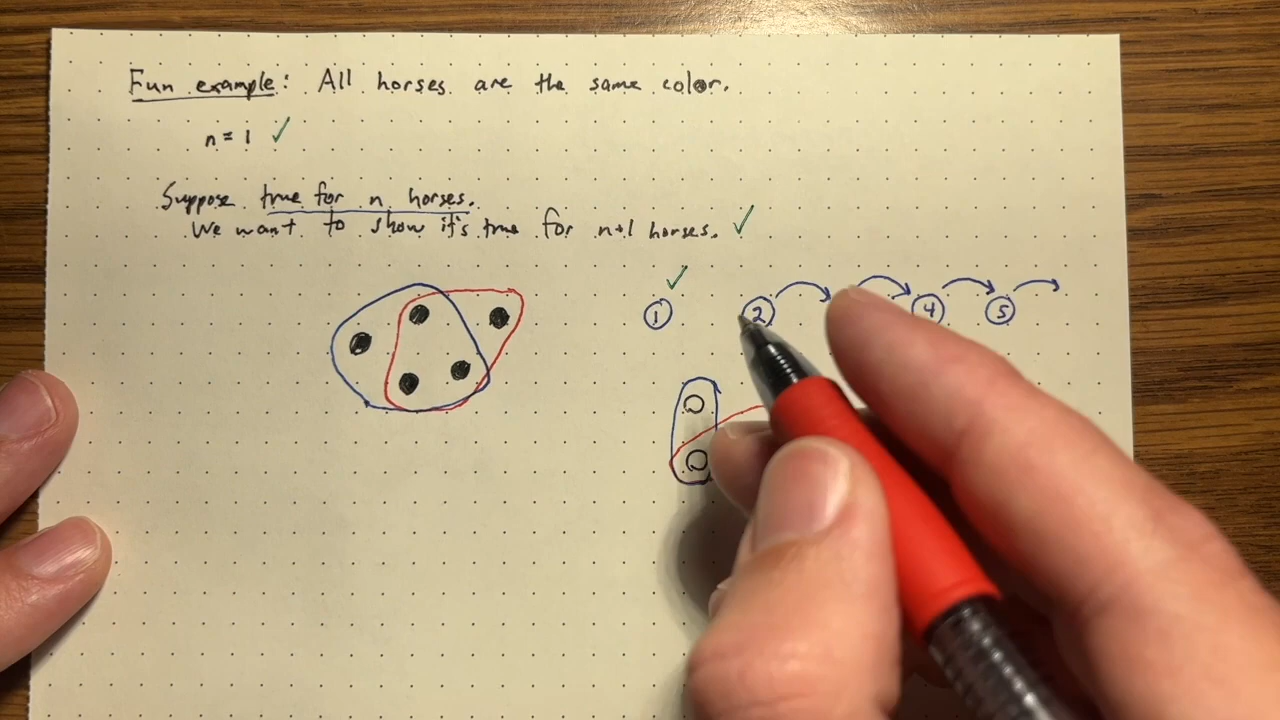 Fun example: All horses are the same color.
n = 1 ✓
Suppose true for n horses.
We want to show it's true for n+1 horses. ✓
✓
1 2 4 5